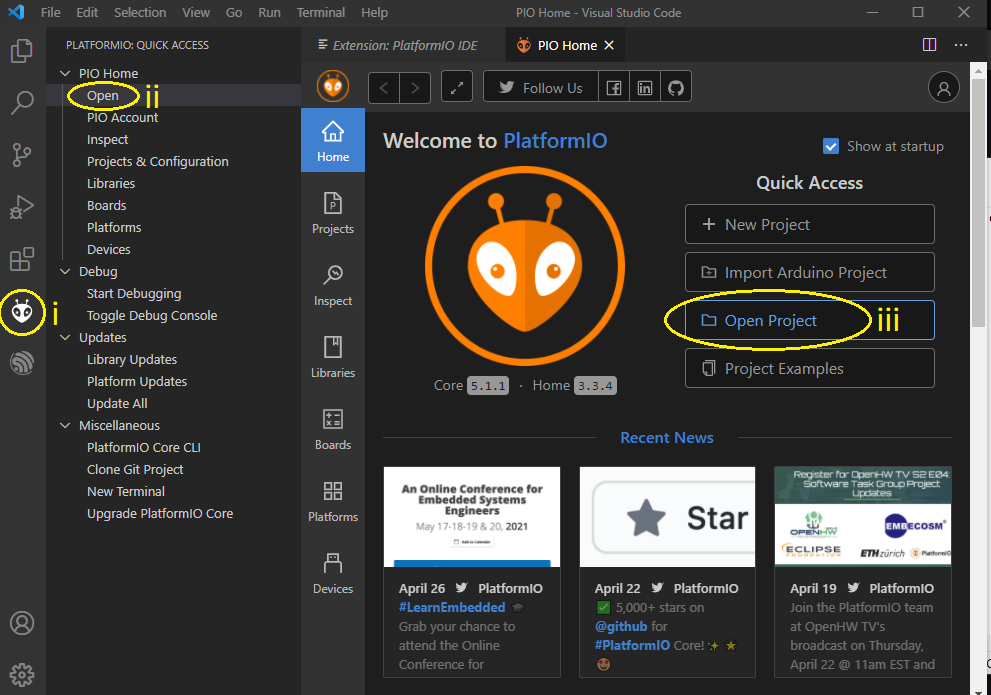 File Edit Selection View Go Run Terminal Help PIO Home - Visual Studio Code
PLATFORMIO: QUICK ACCESS
PIO Home
Open ii
PIO Account
Inspect
Projects & Configuration
Libraries
Boards
Platforms
Devices
Debug
Start Debugging
i
Toggle Debug Console
Updates
Library Updates
Platform Updates
Update All
Miscellaneous
PlatformIO Core CLI
Clone Git Project
New Terminal
Upgrade PlatformIO Core
Extension: PlatformIO IDE
PIO Home
Follow Us
Home
Projects
Inspect
Libraries
Boards
Platforms
Devices
Welcome to PlatformIO
Show at startup
Core 5.1.1 · Home 3.3.4
Quick Access
New Project
Import Arduino Project
Open Project iii
Project Examples
Recent News
An Online Conference for
Embedded Systems
Engineers
May 17-18-19 & 20, 2021
Add to Calendar
April 26 PlatformIO
#LearnEmbedded
Grab your chance to
attend the Online
Conference for
Star
April 22 PlatformIO
5,000+ stars on
@github for
#PlatformIO Core!
Register for OpenHW TV S2 E04:
Software Task Group Project
Updates
OPENHW
GROUP
EMBECOSM®
ECLIPSE
FOUNDATION
ETH zürich
PlatformIO
April 19 PlatformIO
Join the PlatformIO team
at OpenHW TV's
broadcast on Thursday,
April 22 @ 11am EST and